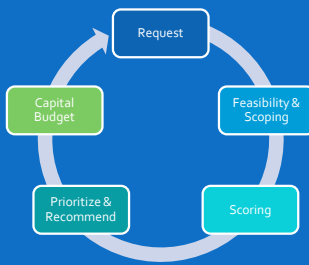 Request
Feasibility &
Scoping
Scoring
Prioritize &
Recommend
Capital
Budget